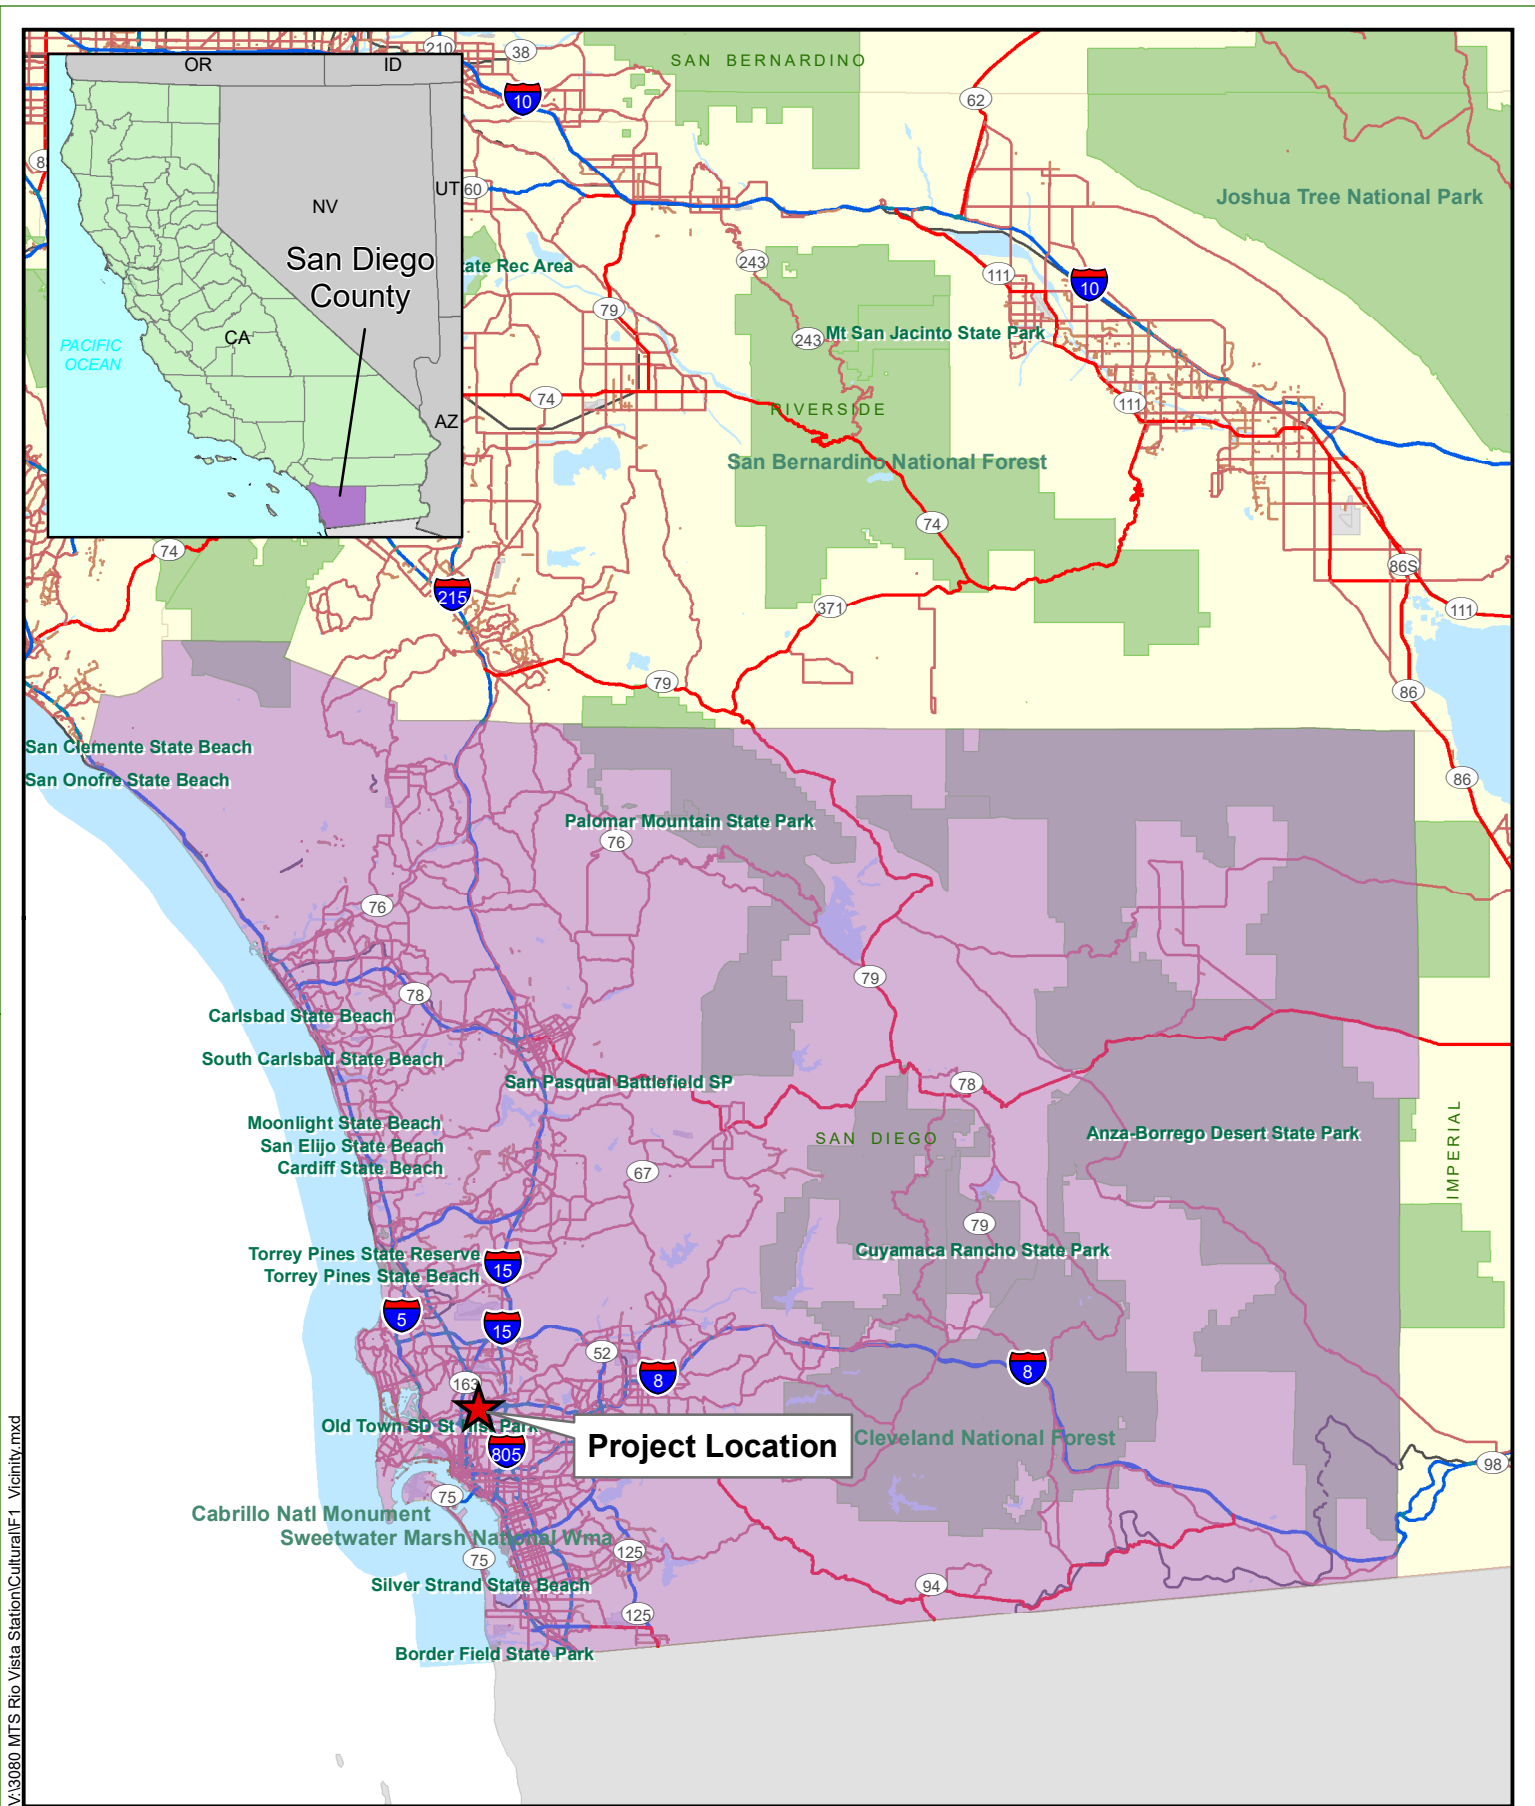 OR
ID
NV
UT
CA
AZ
PACIFIC
OCEAN
San Diego
County
210
38
10
SAN BERNARDINO
62
60
Joshua Tree National Park
243
ate Rec Area
111
10
79
243
Mt San Jacinto State Park
74
111
RIVERSIDE
San Bernardino National Forest
74
74
86S
215
371
111
79
86
San Clemente State Beach
San Onofre State Beach
86
Palomar Mountain State Park
76
76
79
78
Carlsbad State Beach
South Carlsbad State Beach
San Pasqual Battlefield SP
78
Moonlight State Beach
San Elijo State Beach
Cardiff State Beach
SAN DIEGO
Anza-Borrego Desert State Park
IMPERIAL
67
79
Torrey Pines State Reserve
Torrey Pines State Beach
Cuyamaca Rancho State Park
15
5
15
52
8
8
163
Old Town SD St Hist Park
805
Project Location
Cleveland National Forest
98
75
Cabrillo Natl Monument
Sweetwater Marsh National Wma
75
125
Silver Strand State Beach
94
125
Border Field State Park
V:\3080 MTS Rio Vista Station\Cultural\F1 Vicinity.mxd